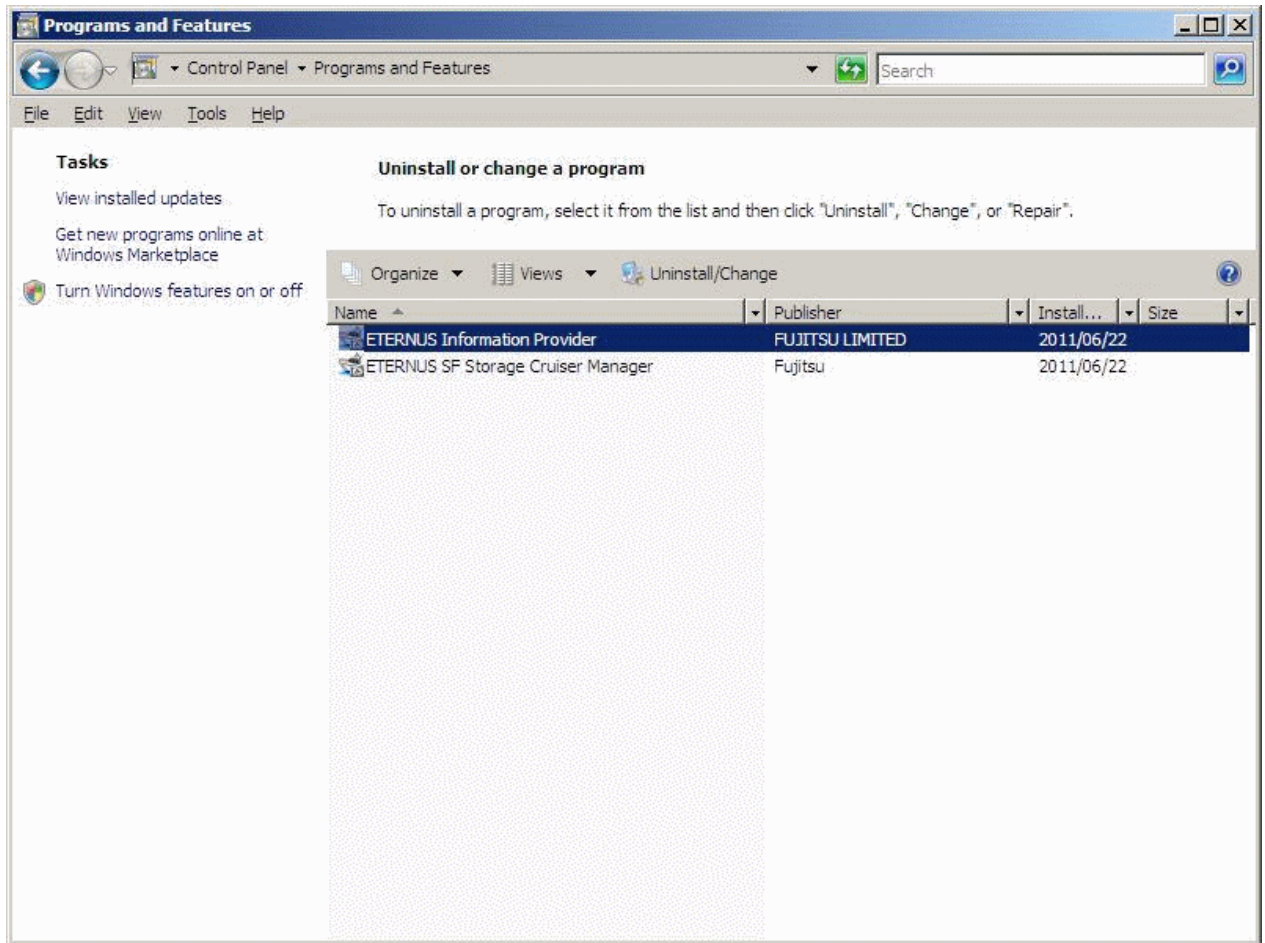 Programs and Features
Control Panel Programs and Features
Search
File Edit View Tools Help
Tasks
View installed updates
Get new programs online at
Windows Marketplace
Turn Windows features on or off
Uninstall or change a program
To uninstall a program, select it from the list and then click "Uninstall", "Change", or "Repair".
Organize Views Uninstall/Change
Name Publisher Install... Size
ETERNUS Information Provider FUJITSU LIMITED 2011/06/22
ETERNUS SF Storage Cruiser Manager Fujitsu 2011/06/22